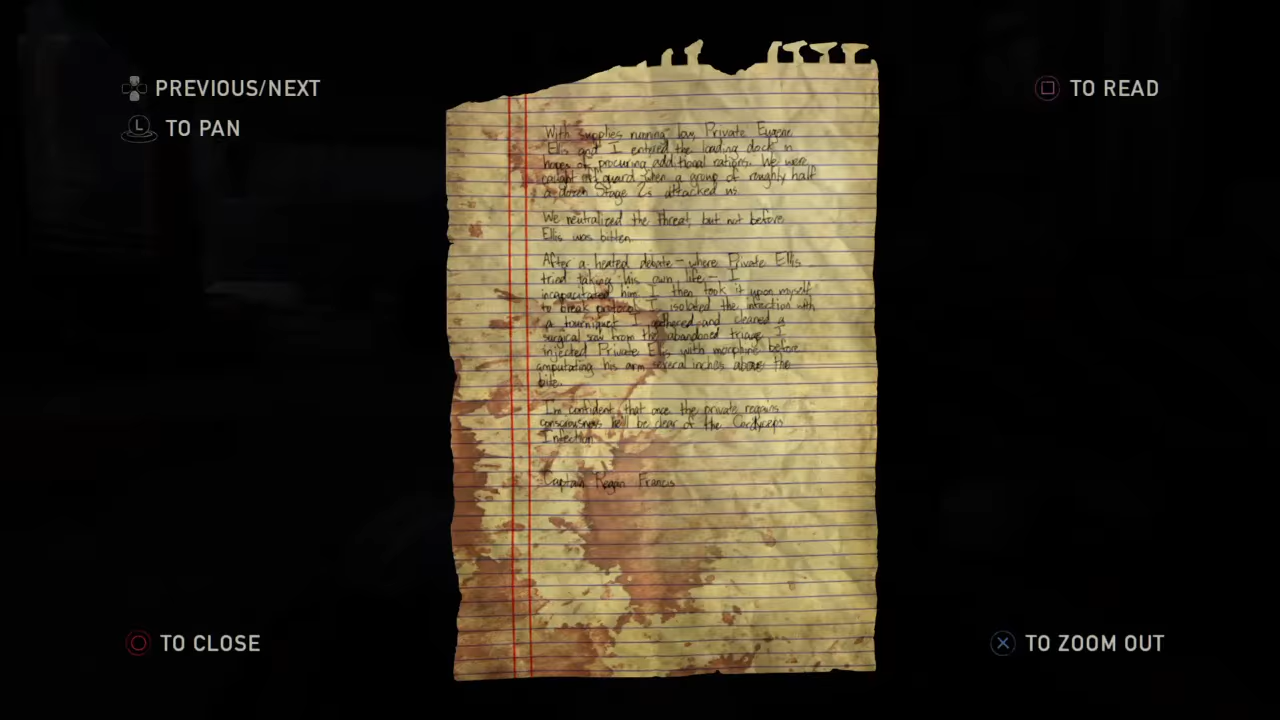 PREVIOUS/NEXT
L TO PAN
TO READ
With supplies running low, Private Eugene
Ellis and I entered the loading dock in
hopes of procuring additional rations. We were
caught off guard when a group of roughly half
a dozen Stage 2s attacked us.
We neutralized the threat, but not before
Ellis was bitten.
After a heated debate - where Private Ellis
tried taking his own life - I
incapacitated him. I then took it upon myself
to break protocol. I isolated the infection with
a tourniquet. I gathered and cleaned a
surgical saw from the abandoned triage. I
injected Private Ellis with morphine before
amputating his arm several inches above the
bite.
I'm confident that once the private regains
consciousness he'll be clear of the Cordyceps
Infection.
Captain Regan Francis
TO CLOSE
TO ZOOM OUT